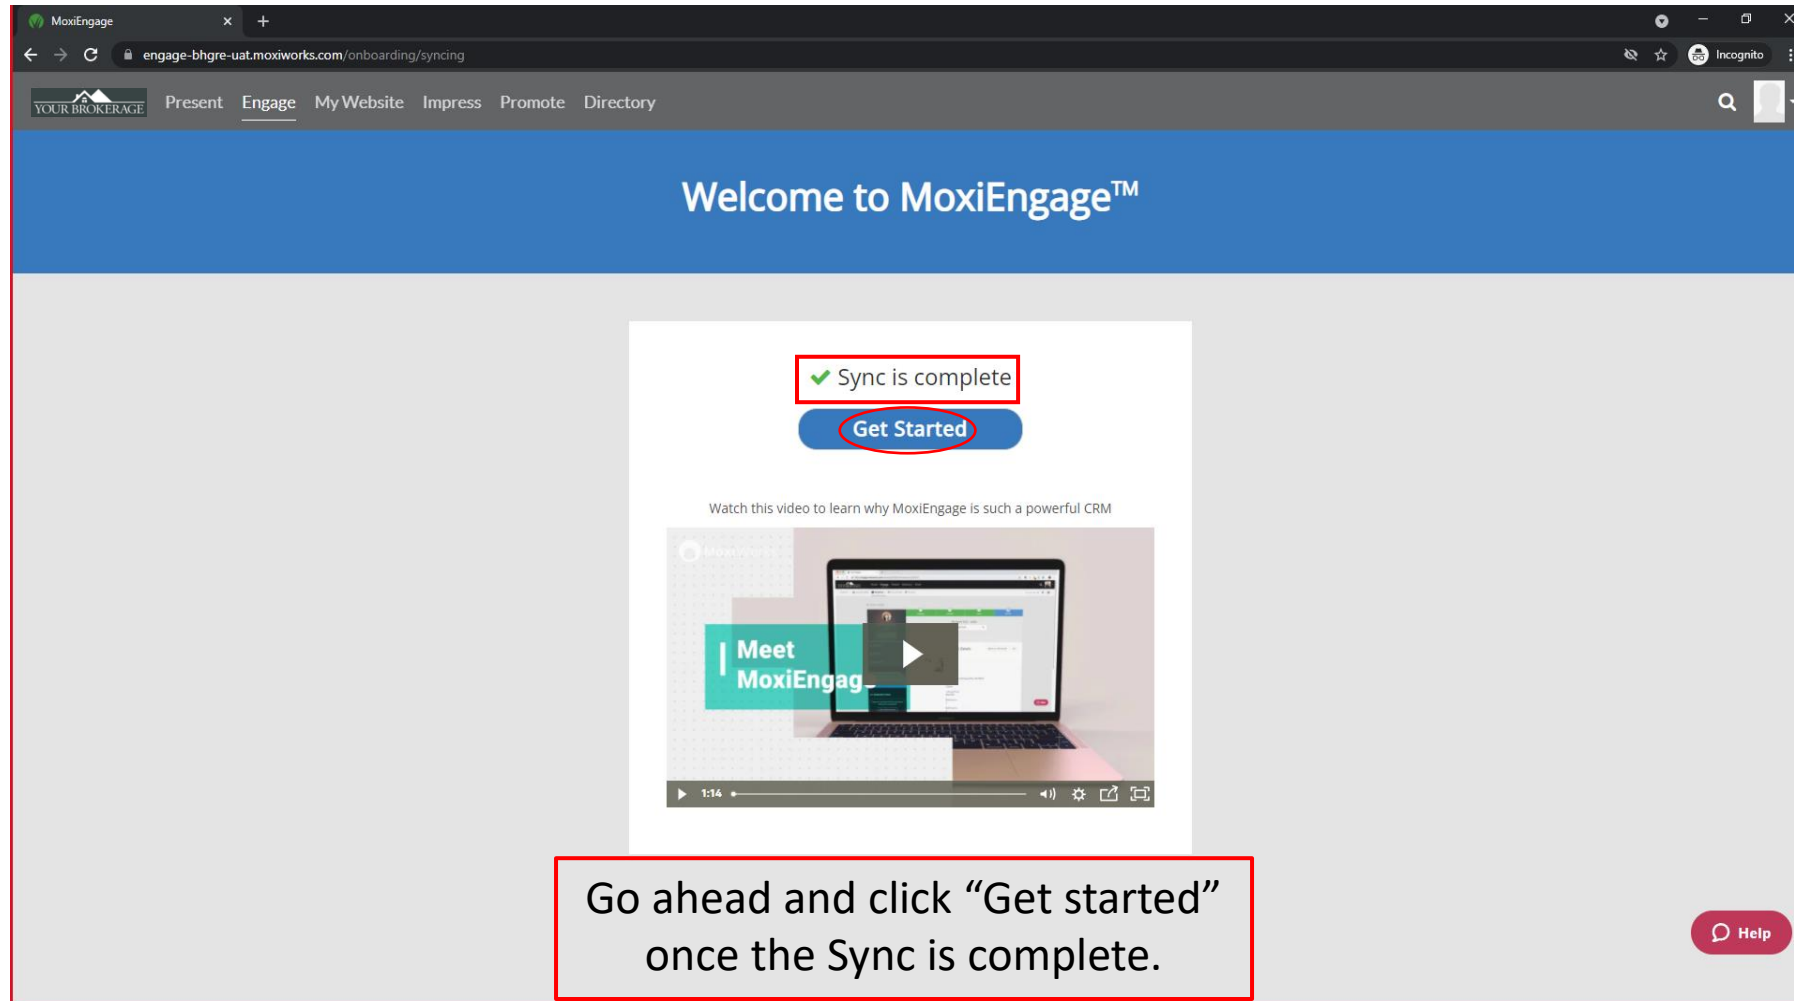 MoxiEngage
engage-bhgre-uat.moxiworks.com/onboarding/syncing
Incognito
YOUR BROKERAGE
Present Engage My Website Impress Promote Directory
Welcome to MoxiEngage™
Sync is complete
Get Started
Watch this video to learn why MoxiEngage is such a powerful CRM
Meet
MoxiEngage
1:14
Go ahead and click “Get started”
once the Sync is complete.
Help